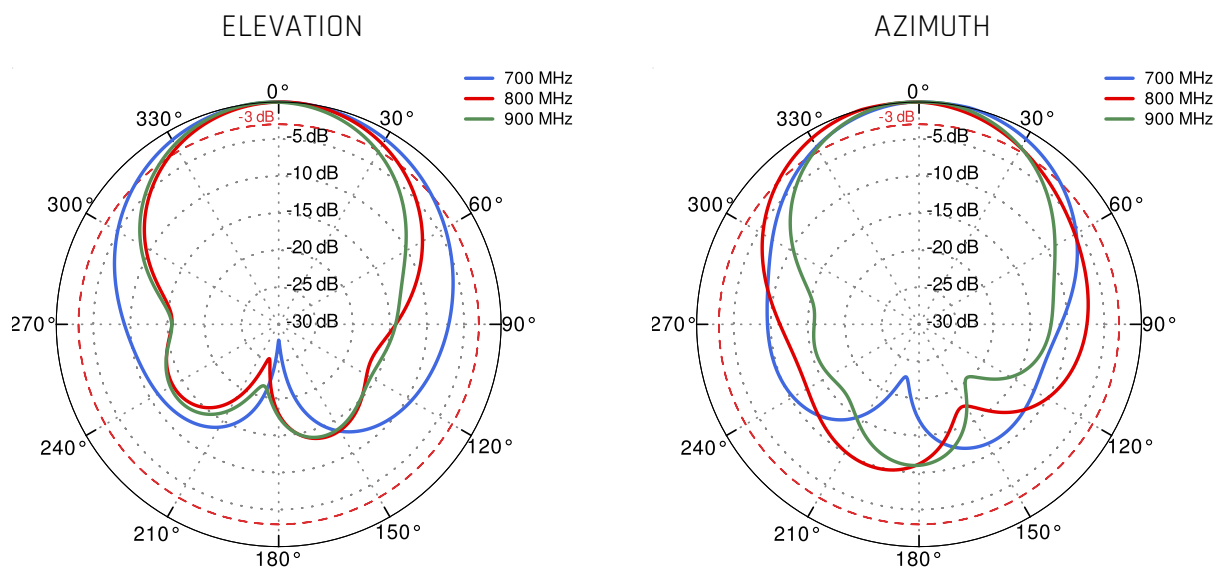 ELEVATION
700 MHz
800 MHz
900 MHz
0°
-3 dB
330°
30°
-5 dB
-10 dB
300°
60°
-15 dB
-20 dB
-25 dB
-30 dB
270°
90°
240°
120°
210°
150°
180°
AZIMUTH
700 MHz
800 MHz
900 MHz
0°
-3 dB
330°
30°
-5 dB
-10 dB
300°
60°
-15 dB
-20 dB
-25 dB
-30 dB
270°
90°
240°
120°
210°
150°
180°